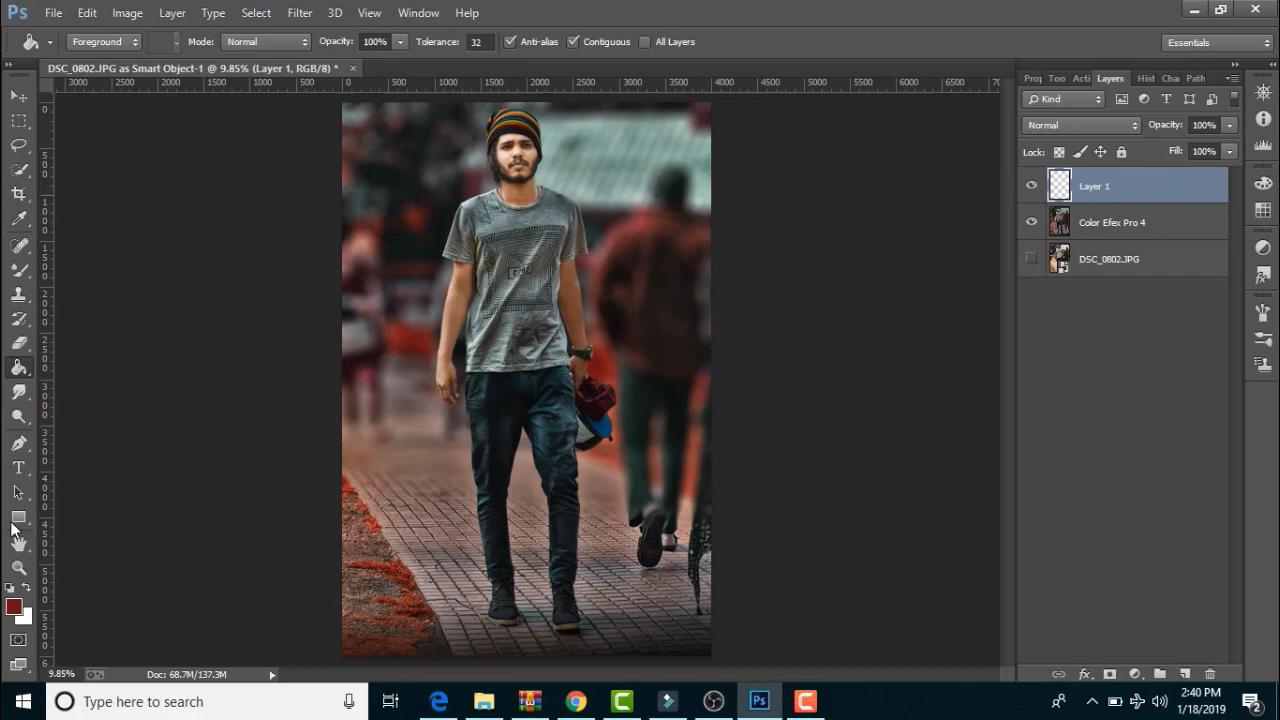 Ps File Edit Image Layer Type Select Filter 3D View Window Help
Foreground Mode: Normal Opacity: 100% Tolerance: 32 Anti-alias Contiguous All Layers Essentials
DSC_0802.JPG as Smart Object-1 @ 9.85% (Layer 1, RGB/8) * ×
3000 2500 2000 1500 1000 500 0 500 1000 1500 2000 2500 3000 3500 4000 4500 5000 5500 6000 6500
Layers Hist Path
Kind
Normal Opacity: 100%
Lock: Fill: 100%
Layer 1
Color Efex Pro 4
DSC_0802.JPG
9.85% Doc: 68.7M/137.3M
Type here to search
2:40 PM
1/18/2019
2